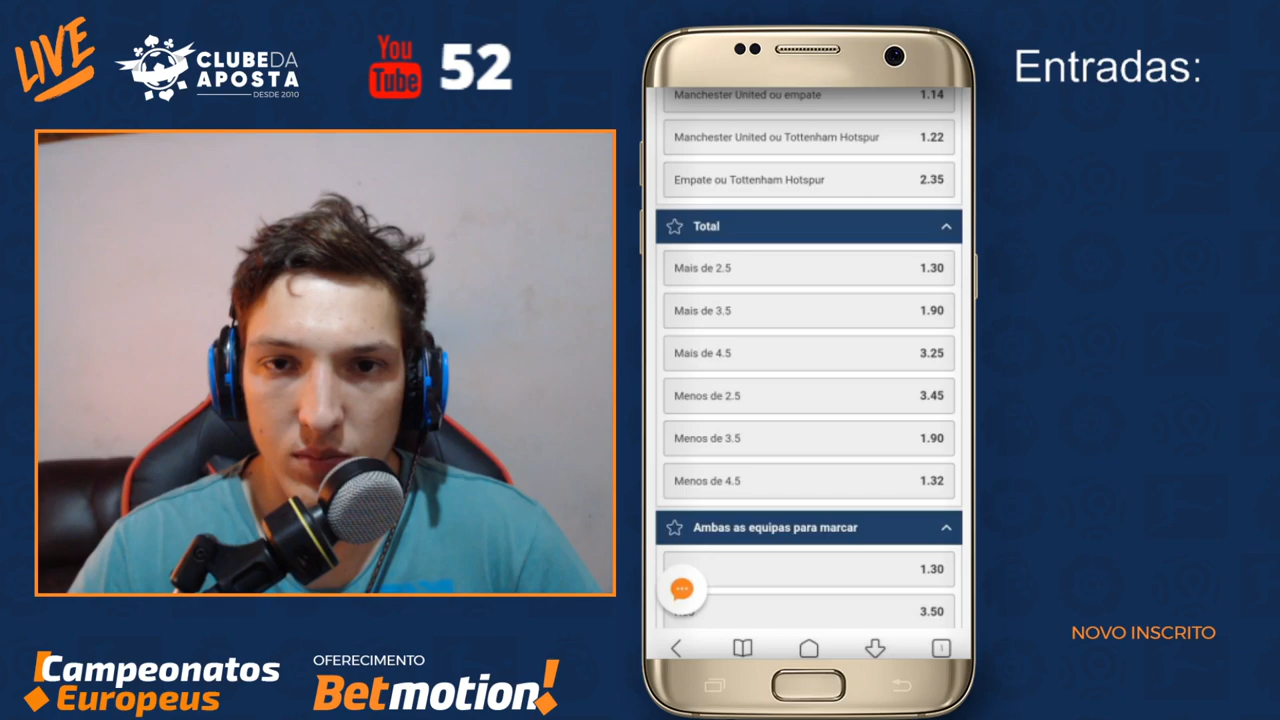 LIVE
CLUBEDA
APOSTA
DESDE 2010
You
Tube
52
Entradas:
Manchester United ou empate 1.14
Manchester United ou Tottenham Hotspur 1.22
Empate ou Tottenham Hotspur 2.35
Total
Mais de 2.5 1.30
Mais de 3.5 1.90
Mais de 4.5 3.25
Menos de 2.5 3.45
Menos de 3.5 1.90
Menos de 4.5 1.32
Ambas as equipas para marcar
1.30
3.50
1
NOVO INSCRITO
Campeonatos
Europeus
OFERECIMENTO
Betmotion!